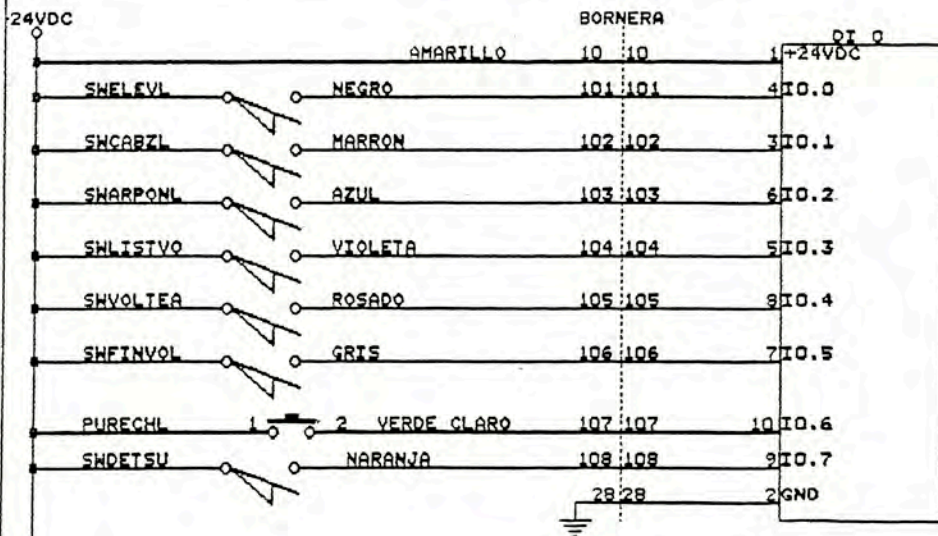 24VDC
BORNERA
DI 0
AMARILLO 10 10 1 +24VDC
SWELEVL NEGRO 101 101 4 I0.0
SWCABZL MARRON 102 102 3 I0.1
SWARPONL AZUL 103 103 6 I0.2
SWLISTVO VIOLETA 104 104 5 I0.3
SWVOLTEA ROSADO 105 105 8 I0.4
SWFINVOL GRIS 106 106 7 I0.5
PURECHL 1 2 VERDE CLARO 107 107 10 I0.6
SWDETSU NARANJA 108 108 9 I0.7
28 28 2 GND